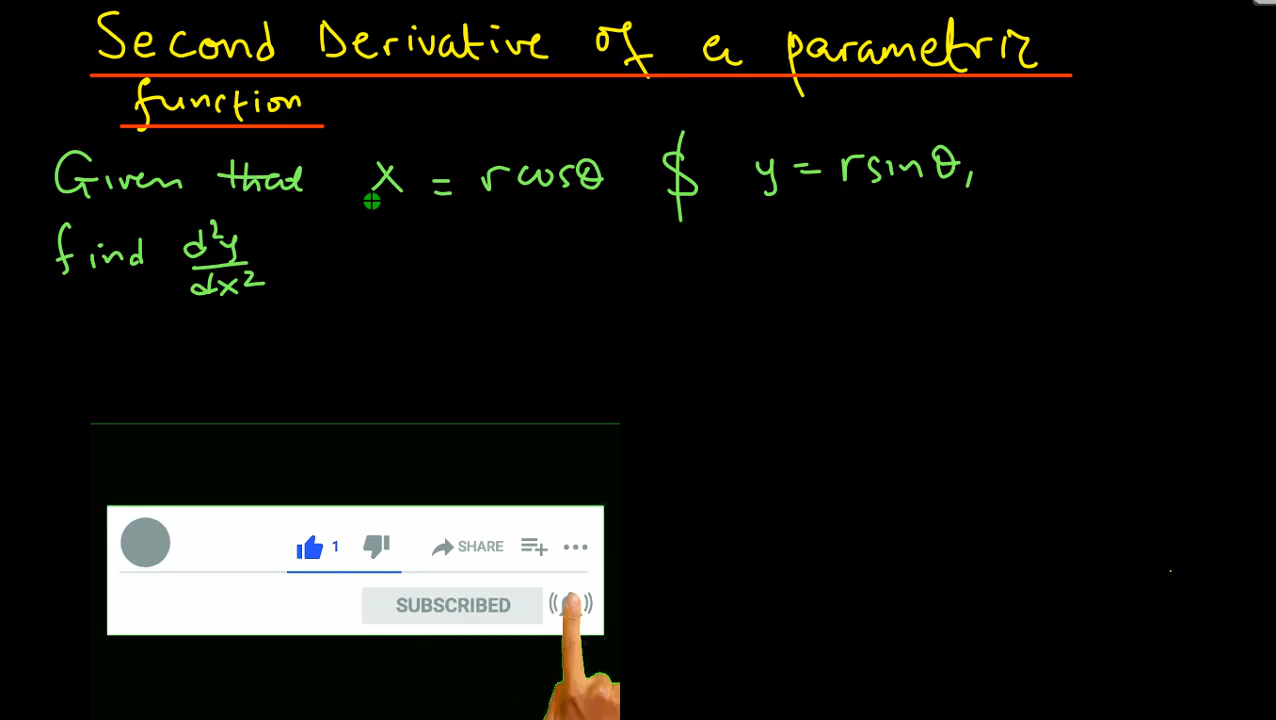 Second Derivative of a parametric
function
Given that x = rcosθ $ y = rsinθ,
find d²y/dx²
1 SHARE
SUBSCRIBED